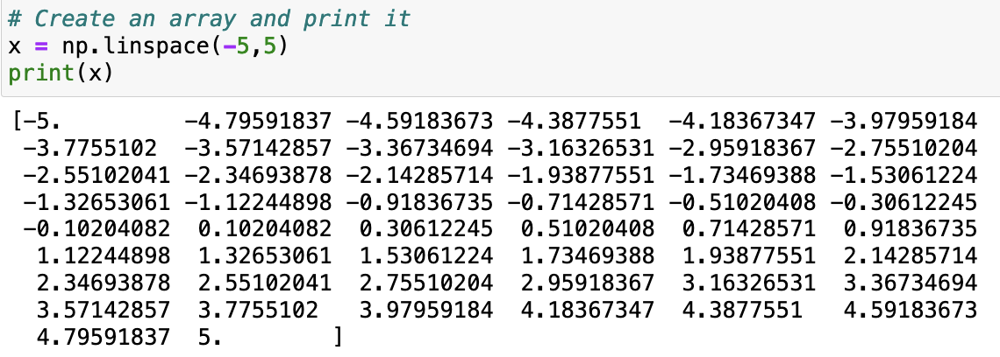 # Create an array and print it
x = np.linspace(-5,5)
print(x)
[-5.         -4.79591837 -4.59183673 -4.3877551  -4.18367347 -3.97959184
 -3.7755102  -3.57142857 -3.36734694 -3.16326531 -2.95918367 -2.75510204
 -2.55102041 -2.34693878 -2.14285714 -1.93877551 -1.73469388 -1.53061224
 -1.32653061 -1.12244898 -0.91836735 -0.71428571 -0.51020408 -0.30612245
 -0.10204082  0.10204082  0.30612245  0.51020408  0.71428571  0.91836735
  1.12244898  1.32653061  1.53061224  1.73469388  1.93877551  2.14285714
  2.34693878  2.55102041  2.75510204  2.95918367  3.16326531  3.36734694
  3.57142857  3.7755102   3.97959184  4.18367347  4.3877551   4.59183673
  4.79591837  5.        ]